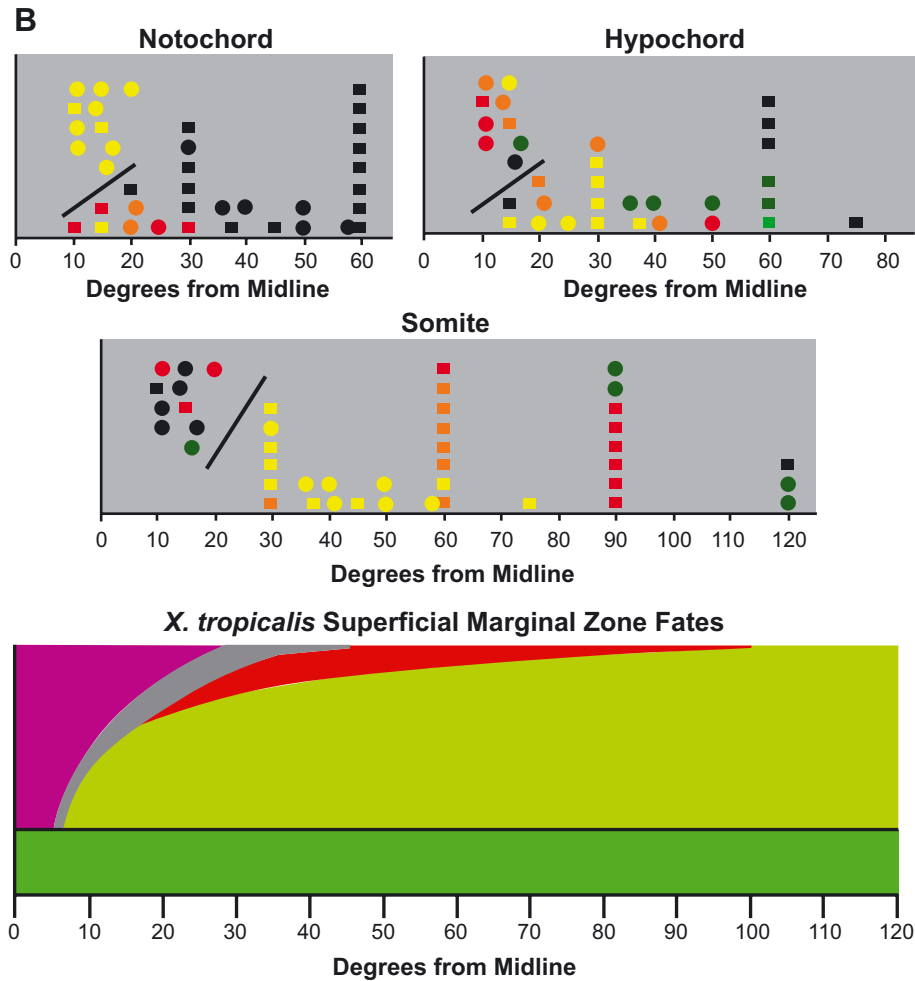 B
Notochord
Hypochord
0 10 20 30 40 50 60
0 10 20 30 40 50 60 70 80
Degrees from Midline
Degrees from Midline
Somite
0 10 20 30 40 50 60 70 80 90 100 110 120
Degrees from Midline
X. tropicalis Superficial Marginal Zone Fates
0 10 20 30 40 50 60 70 80 90 100 110 120
Degrees from Midline